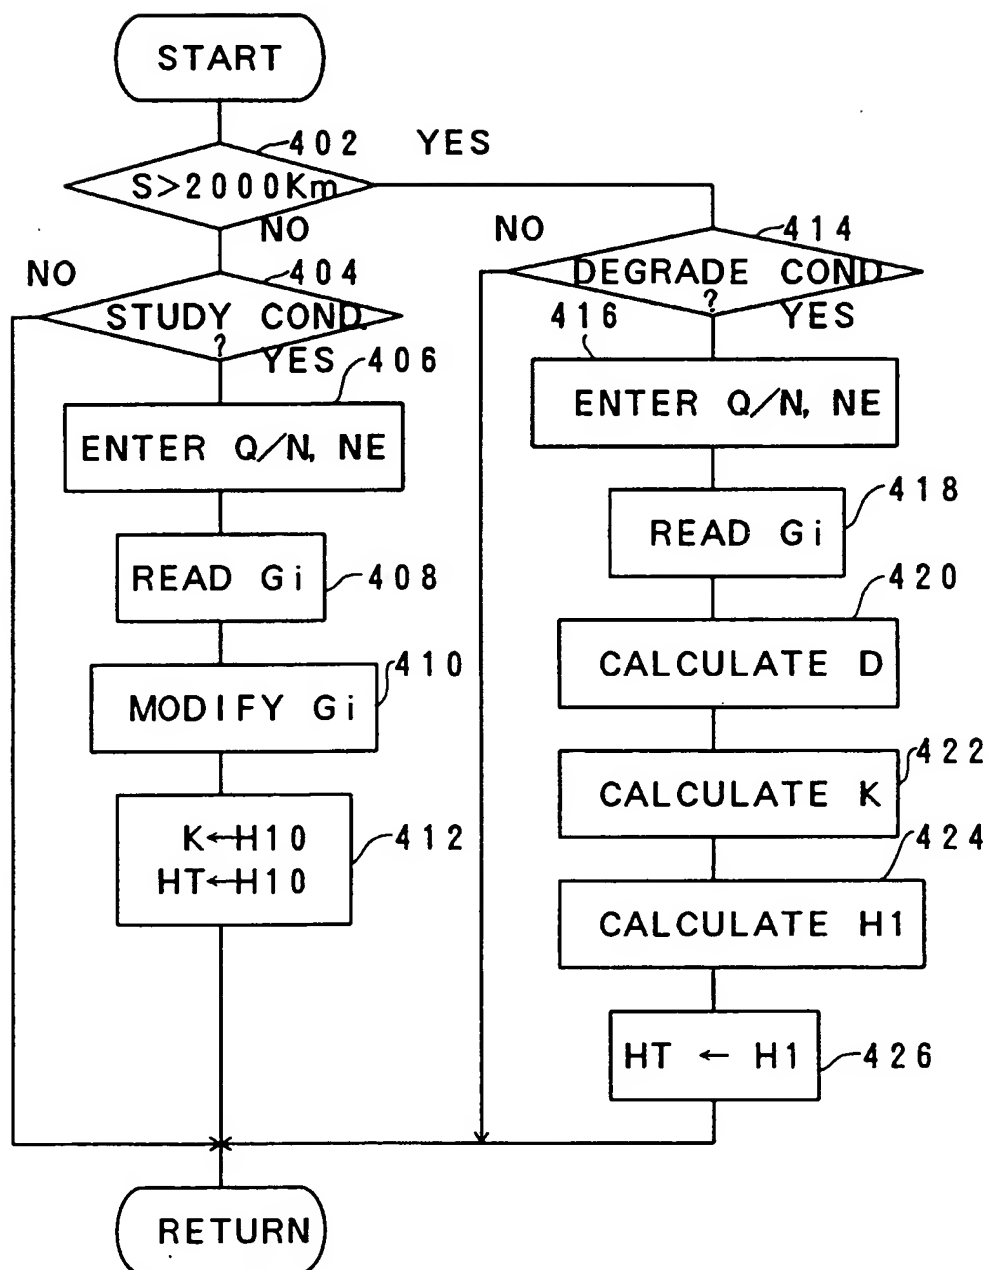 START
402
YES
S>2000Km
NO
NO
414
NO
404
DEGRADE COND
?
STUDY COND.
?
416
YES
YES
406
ENTER Q/N, NE
ENTER Q/N, NE
418
READ Gi
READ Gi
408
420
CALCULATE D
410
MODIFY Gi
422
CALCULATE K
K←H10
412
HT←H10
424
CALCULATE H1
HT ← H1
426
RETURN